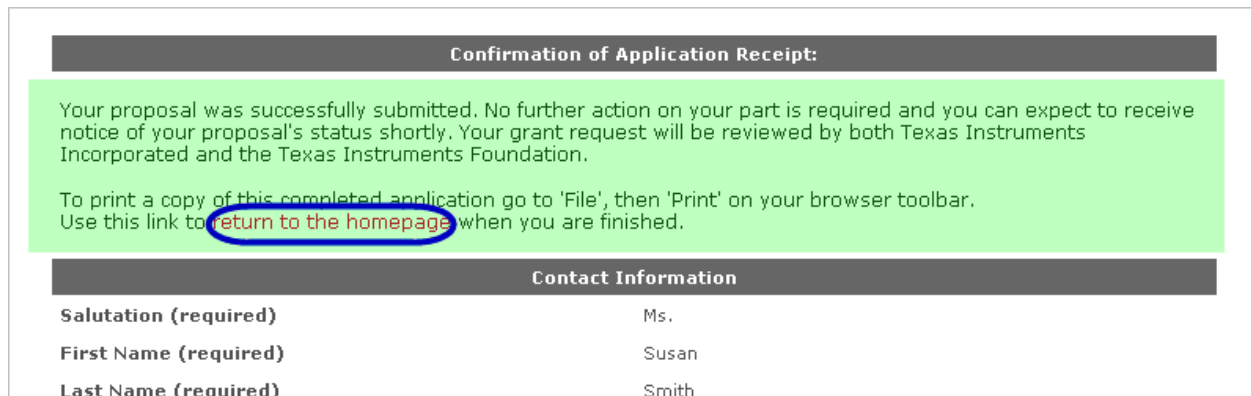 Confirmation of Application Receipt:
Your proposal was successfully submitted. No further action on your part is required and you can expect to receive
notice of your proposal's status shortly. Your grant request will be reviewed by both Texas Instruments
Incorporated and the Texas Instruments Foundation.
To print a copy of this completed application go to 'File', then 'Print' on your browser toolbar.
Use this link to return to the homepage when you are finished.
Contact Information
Salutation (required) Ms.
First Name (required) Susan
Last Name (required) Smith